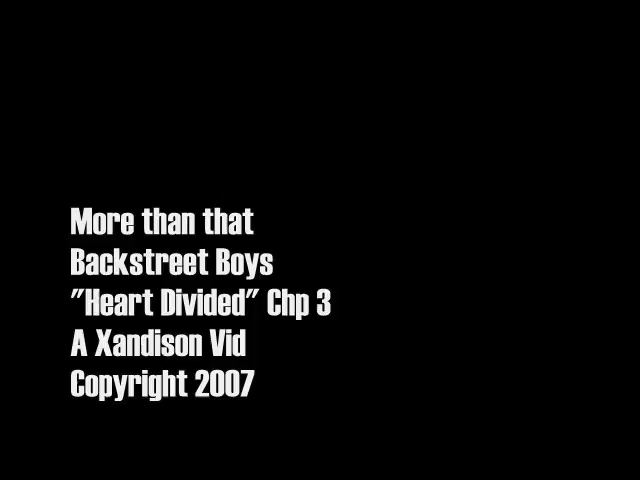 More than that
Backstreet Boys
"Heart Divided" Chp 3
A Xandison Vid
Copyright 2007